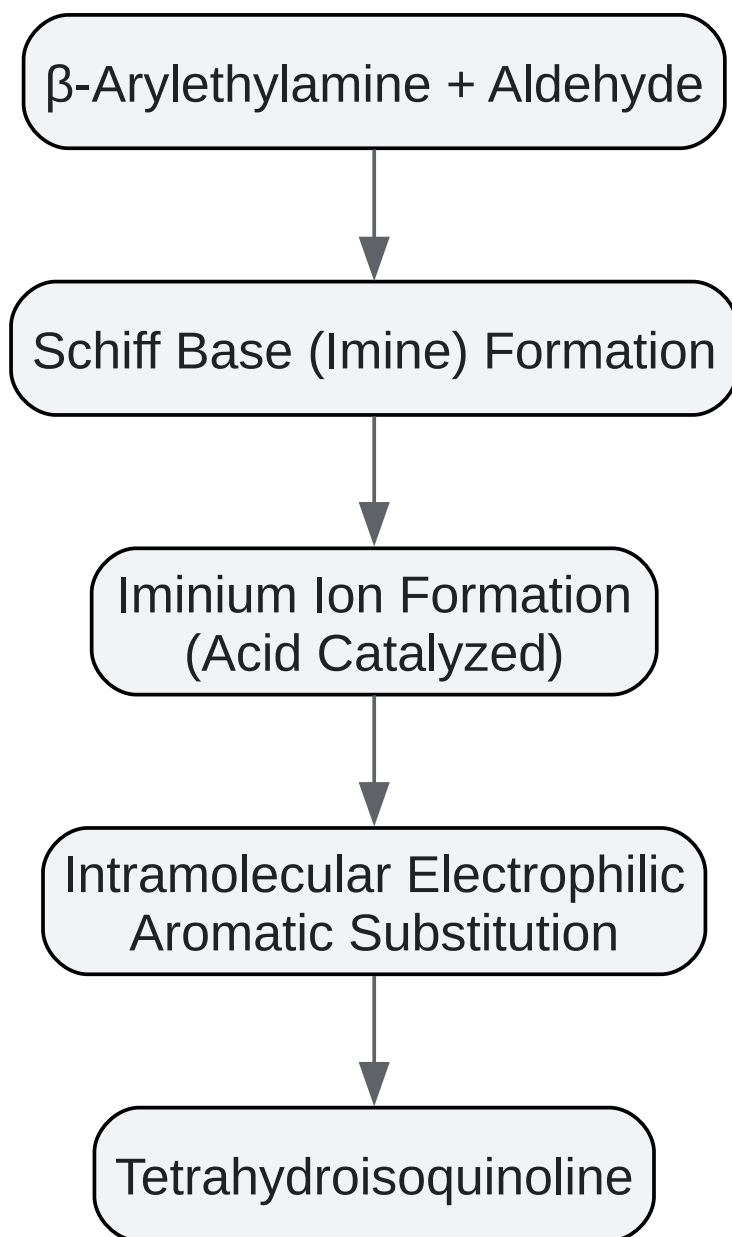 β-Arylethylamine + Aldehyde
Schiff Base (Imine) Formation
Iminium Ion Formation
(Acid Catalyzed)
Intramolecular Electrophilic
Aromatic Substitution
Tetrahydroisoquinoline